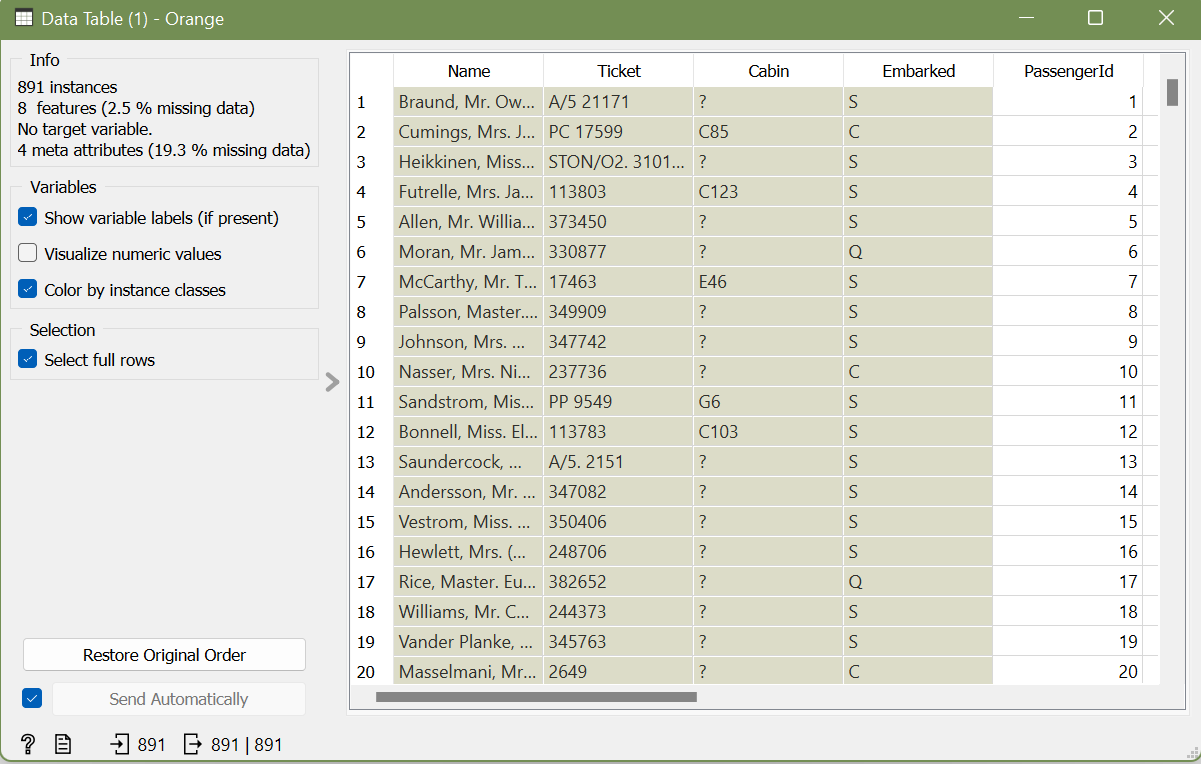 Data Table (1) - Orange
Info
891 instances
8  features (2.5 % missing data)
No target variable.
4 meta attributes (19.3 % missing data)
Variables
Show variable labels (if present)
Visualize numeric values
Color by instance classes
Selection
Select full rows
Restore Original Order
Send Automatically
? 891 891 | 891
Name Ticket Cabin Embarked PassengerId
1 Braund, Mr. Ow... A/5 21171 ? S 1
2 Cumings, Mrs. J... PC 17599 C85 C 2
3 Heikkinen, Miss... STON/O2. 3101... ? S 3
4 Futrelle, Mrs. Ja... 113803 C123 S 4
5 Allen, Mr. Willia... 373450 ? S 5
6 Moran, Mr. Jam... 330877 ? Q 6
7 McCarthy, Mr. T... 17463 E46 S 7
8 Palsson, Master.... 349909 ? S 8
9 Johnson, Mrs. ... 347742 ? S 9
10 Nasser, Mrs. Ni... 237736 ? C 10
11 Sandstrom, Mis... PP 9549 G6 S 11
12 Bonnell, Miss. El... 113783 C103 S 12
13 Saundercock, ... A/5. 2151 ? S 13
14 Andersson, Mr. ... 347082 ? S 14
15 Vestrom, Miss. ... 350406 ? S 15
16 Hewlett, Mrs. (... 248706 ? S 16
17 Rice, Master. Eu... 382652 ? Q 17
18 Williams, Mr. C... 244373 ? S 18
19 Vander Planke, ... 345763 ? S 19
20 Masselmani, Mr... 2649 ? C 20